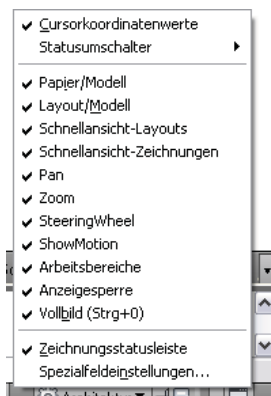 Cursorkoordinatenwerte
Statusumschalter
Papier/Modell
Layout/Modell
Schnellansicht-Layouts
Schnellansicht-Zeichnungen
Pan
Zoom
SteeringWheel
ShowMotion
Arbeitsbereiche
Anzeigesperre
Vollbild (Strg+0)
Zeichnungsstatusleiste
Spezialfeldeinstellungen...